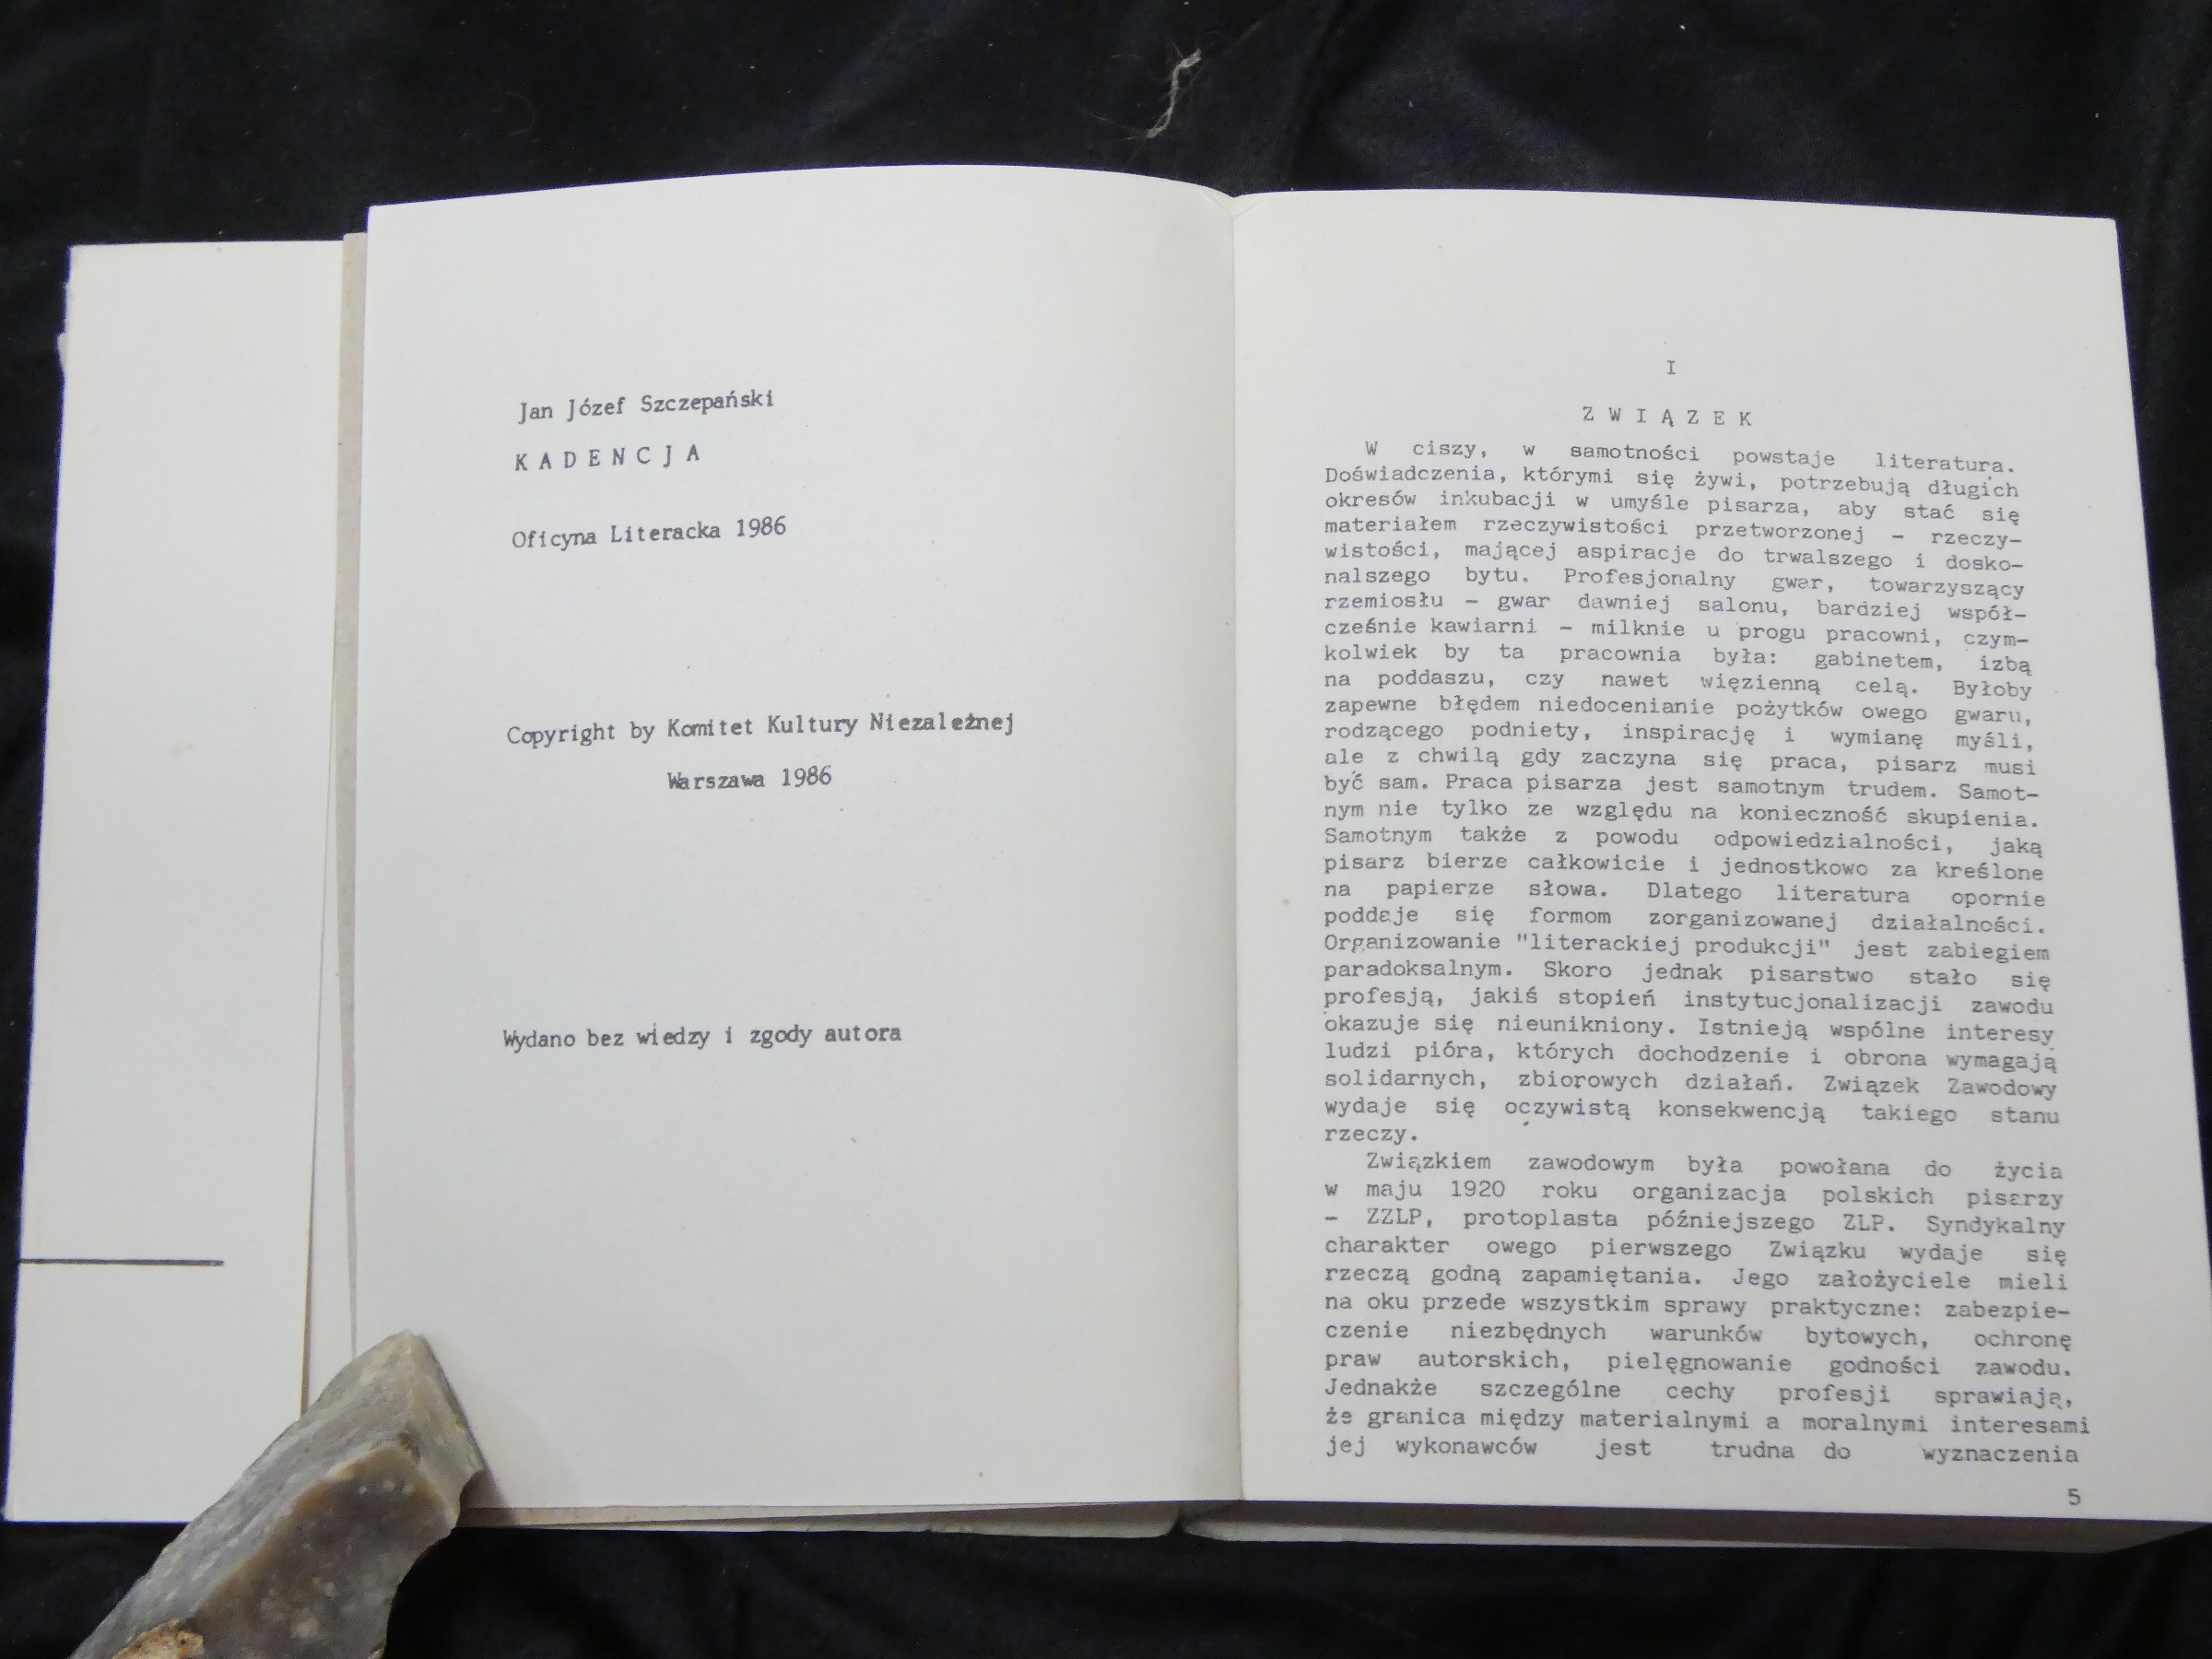 Jan Józef Szczepański
KADENCJA
Oficyna Literacka 1986
Copyright by Komitet Kultury Niezależnej
Warszawa 1986
Wydano bez wiedzy i zgody autora
I
ZWIĄZEK
W ciszy, w samotności powstaje literatura.
Doświadczenia, którymi się żywi, potrzebują długich
okresów inkubacji w umyśle pisarza, aby stać się
materiałem rzeczywistości przetworzonej - rzeczy-
wistości, mającej aspiracje do trwalszego i dosko-
nalszego bytu. Profesjonalny gwar, towarzyszący
rzemiosłu - gwar dawniej salonu, bardziej współ-
cześnie kawiarni - milknie u progu pracowni, czym-
kolwiek by ta pracownia była: gabinetem, izbą
na poddaszu, czy nawet więzienną celą. Byłoby
zapewne błędem niedocenianie pożytków owego gwaru,
rodzącego podniety, inspirację i wymianę myśli,
ale z chwilą gdy zaczyna się praca, pisarz musi
być sam. Praca pisarza jest samotnym trudem. Samot-
nym nie tylko ze względu na konieczność skupienia.
Samotnym także z powodu odpowiedzialności, jaką
pisarz bierze całkowicie i jednostkowo za kreślone
na papierze słowa. Dlatego literatura opornie
poddaje się formom zorganizowanej działalności.
Organizowanie "literackiej produkcji" jest zabiegiem
paradoksalnym. Skoro jednak pisarstwo stało się
profesją, jakiś stopień instytucjonalizacji zawodu
okazuje się nieunikniony. Istnieją wspólne interesy
ludzi pióra, których dochodzenie i obrona wymagają
solidarnych, zbiorowych działań. Związek Zawodowy
wydaje się oczywistą konsekwencją takiego stanu
rzeczy.
Związkiem zawodowym była powołana do życia
w maju 1920 roku organizacja polskich pisarzy
- ZZLP, protoplasta późniejszego ZLP. Syndykalny
charakter owego pierwszego Związku wydaje się
rzeczą godną zapamiętania. Jego założyciele mieli
na oku przede wszystkim sprawy praktyczne: zabezpie-
czenie niezbędnych warunków bytowych, ochronę
praw autorskich, pielęgnowanie godności zawodu.
Jednakże szczególne cechy profesji sprawiają,
że granica między materialnymi a moralnymi interesami
jej wykonawców jest trudna do wyznaczenia
5